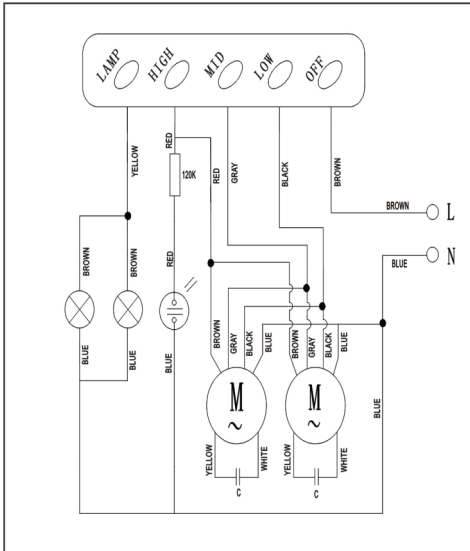 LAMP HIGH MID LOW OFF
YELLOW
RED
120K
RED
GRAY
BLACK
BROWN
BROWN L
N
BLUE
BROWN
BROWN
RED
BLUE
BLUE
BLUE
BROWN
GRAY
BLACK
BLUE
BROWN
GRAY
BLACK
BLUE
BLUE
M
~
M
~
YELLOW
WHITE
YELLOW
WHITE
C
C